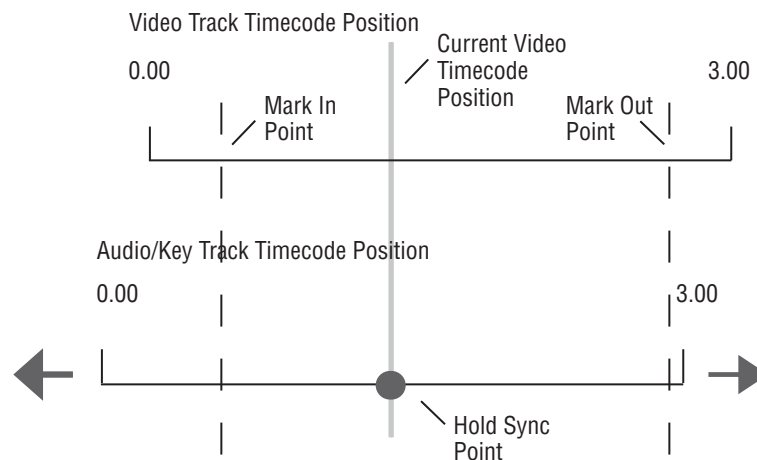 Video Track Timecode Position
Current Video
Timecode
Position
0.00
3.00
Mark In
Point
Mark Out
Point
Audio/Key Track Timecode Position
0.00
3.00
Hold Sync
Point